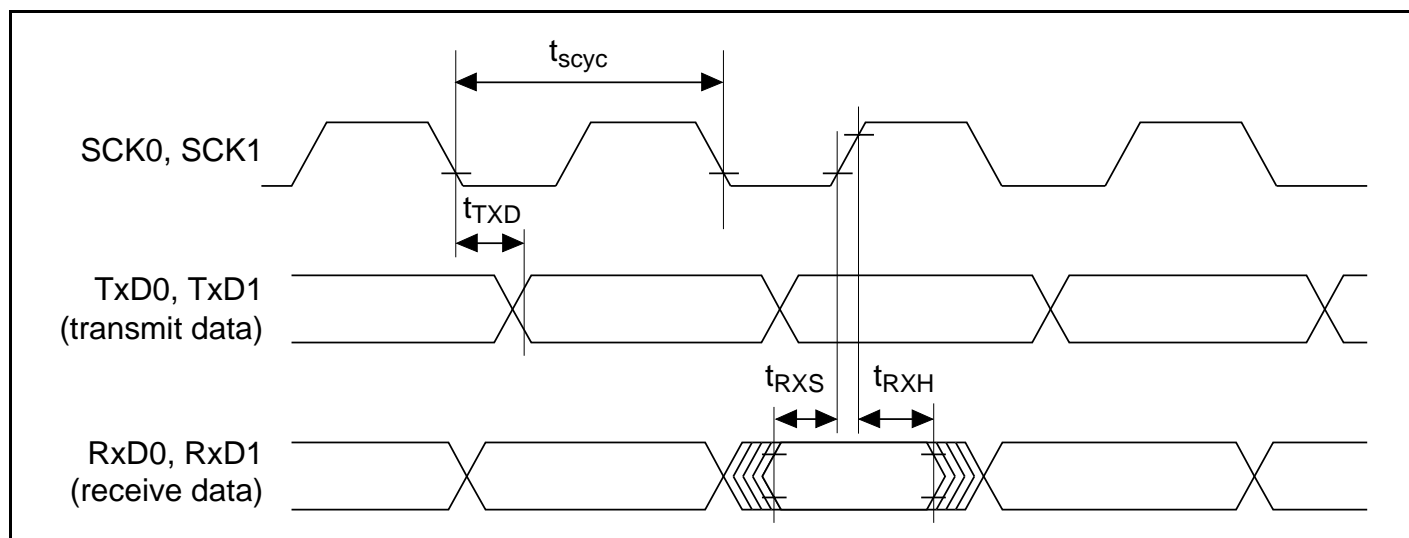 tscyc
SCK0, SCK1
tTXD
TxD0, TxD1
(transmit data)
tRXS
tRXH
RxD0, RxD1
(receive data)